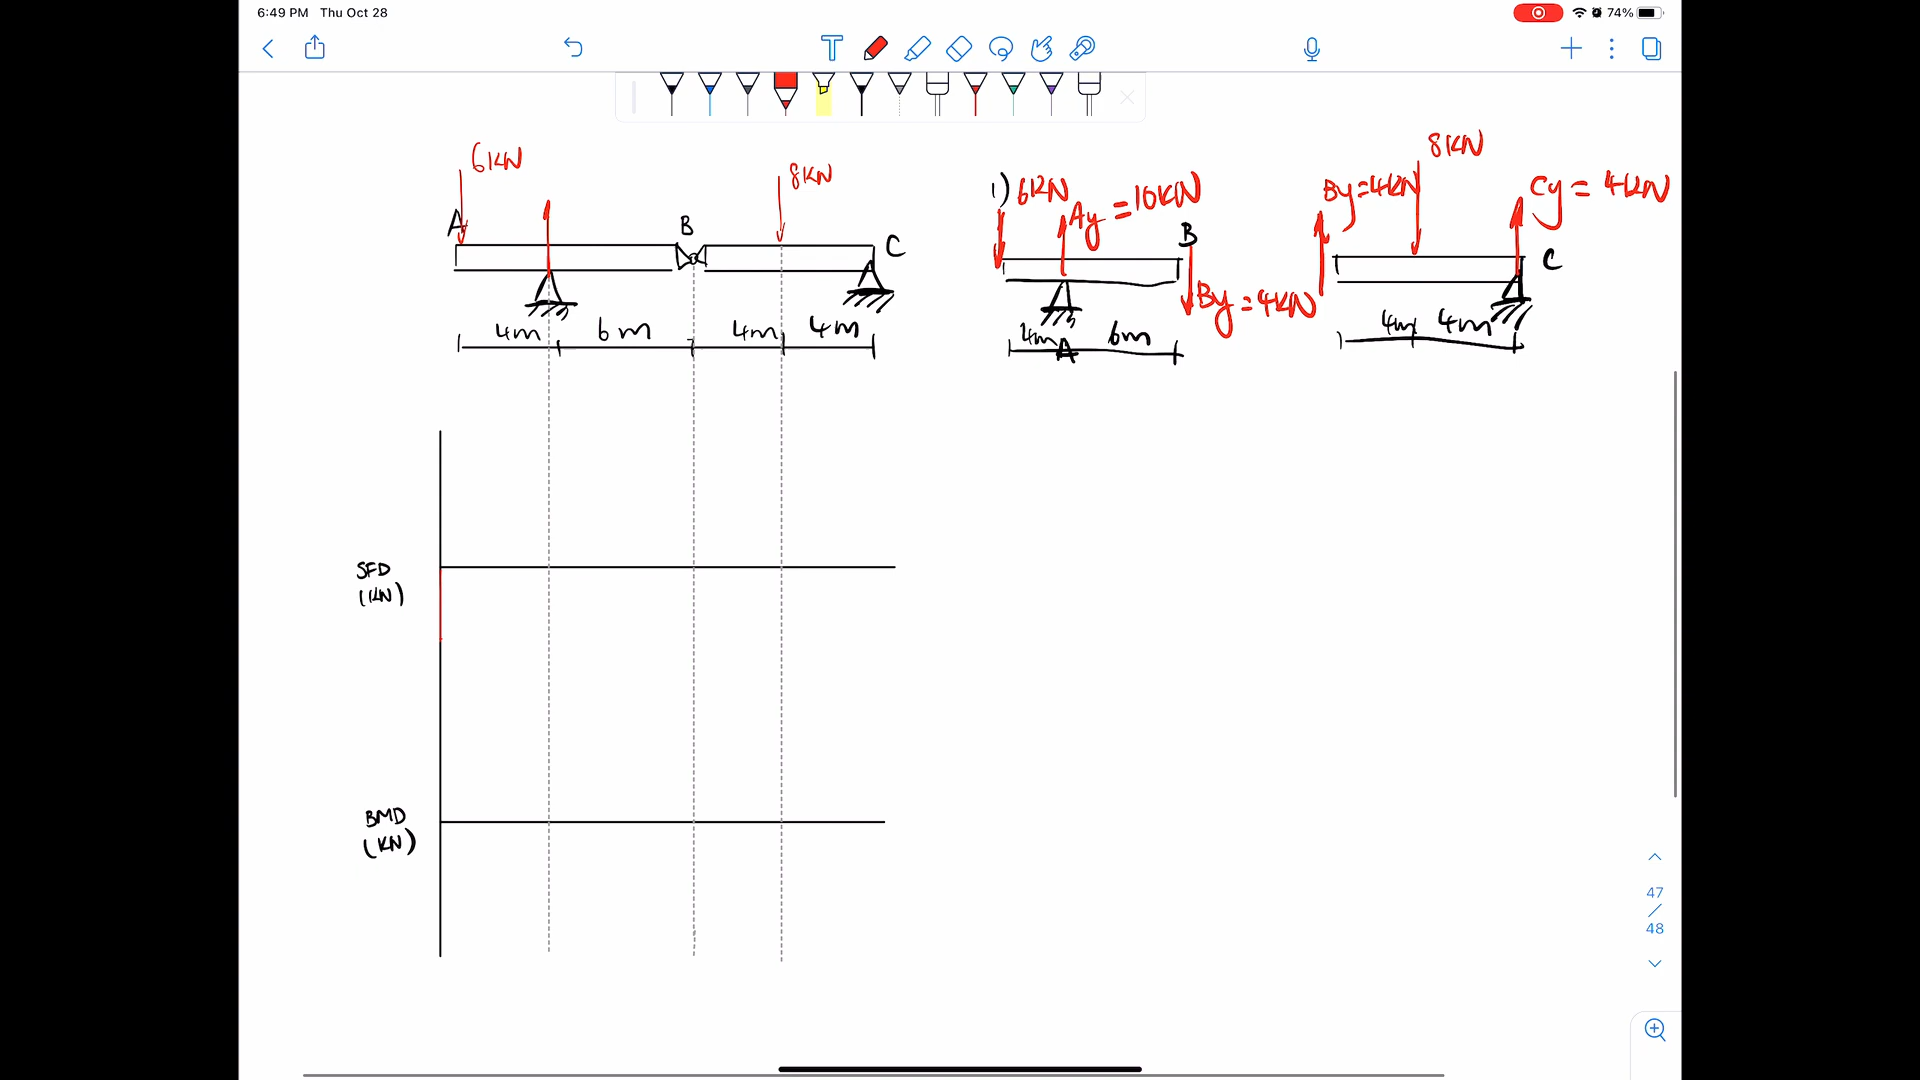 6:49 PM Thu Oct 28
74%
T
6KN
8KN
A
B
C
4m 6m 4m 4m
1) 6KN
Ay = 10KN
B
By = 4KN
4m A 6m
8KN
By=4KN
Cy = 4KN
C
4m 4m
SFD
(KN)
BMD
(KN)
47
/
48